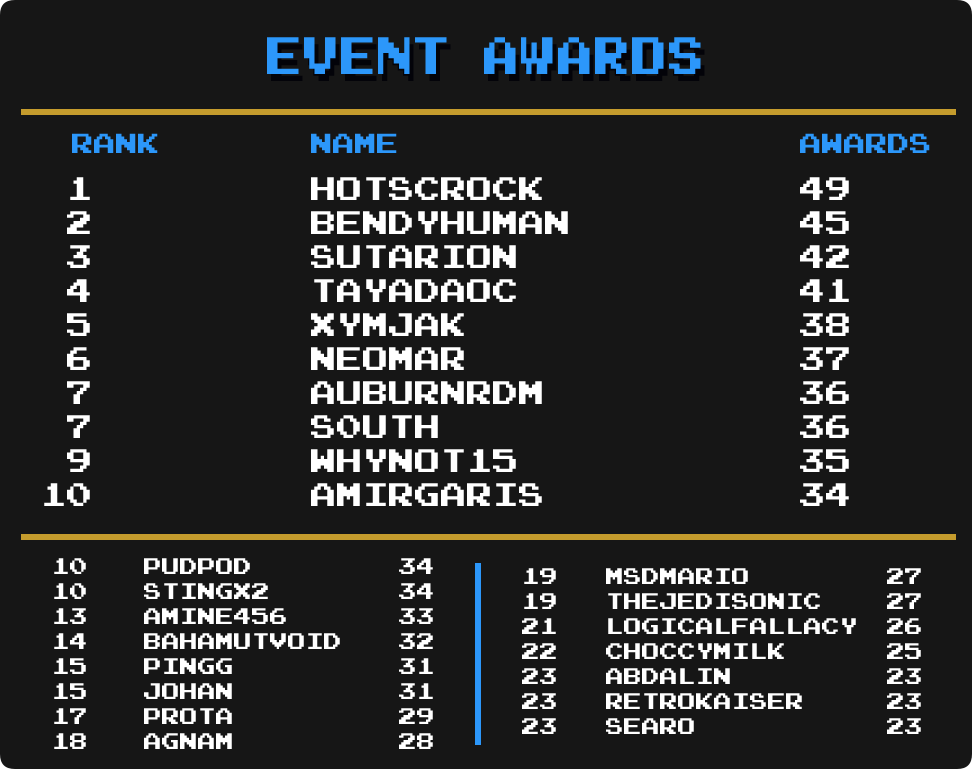 EVENT AWARDS
RANK NAME AWARDS
1 HOTSCROCK 49
2 BENDYHUMAN 45
3 SUTARION 42
4 TAYADAOC 41
5 XYMJAK 38
6 NEOMAR 37
7 AUBURNRDM 36
7 SOUTH 36
9 WHYNOT15 35
10 AMIRGARIS 34
10 PUDPOD 34
10 STINGX2 34
13 AMINE456 33
14 BAHAMUTVOID 32
15 PINGG 31
15 JOHAN 31
17 PROTA 29
18 AGNAM 28
19 MSDMARIO 27
19 THEJEDISONIC 27
21 LOGICALFALLACY 26
22 CHOCCYMILK 25
23 ABDALIN 23
23 RETROKAISER 23
23 SEARO 23